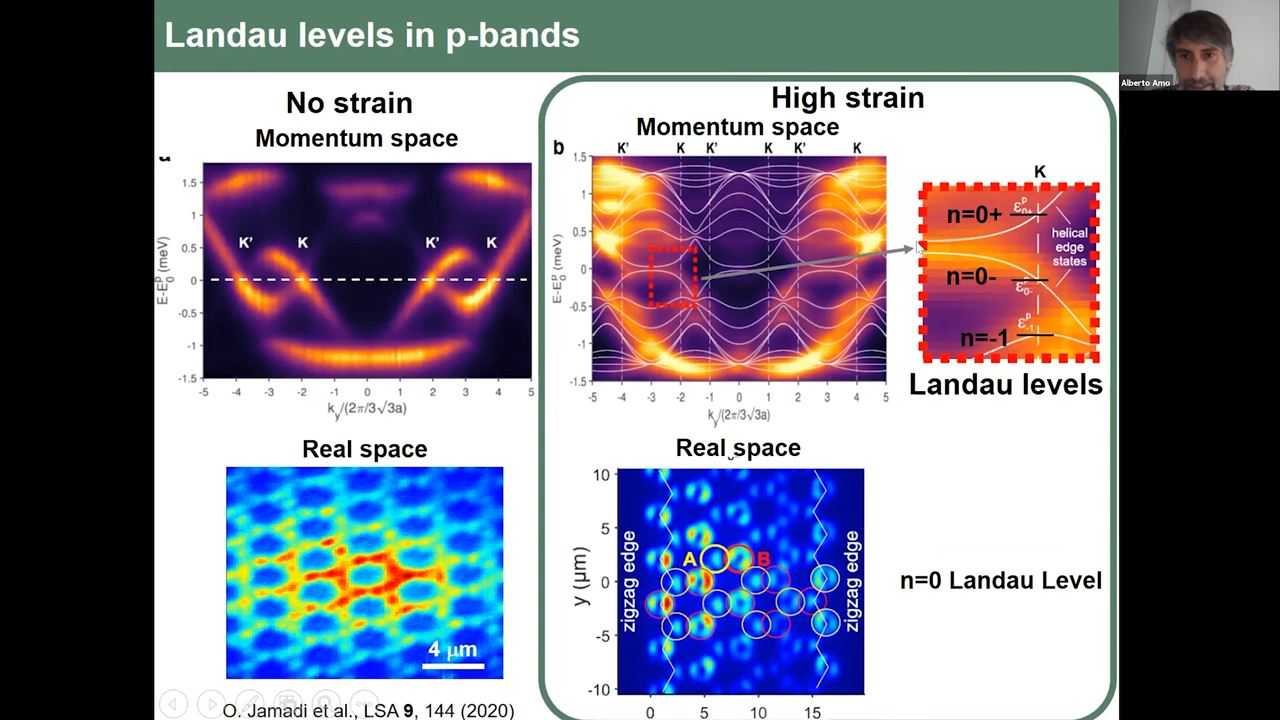 Landau levels in p-bands
Alberto Amo
No strain
Momentum space
1.5
1
0.5
0
-0.5
-1
-1.5
E-E₀ᵖ (meV)
K' K K' K
-5 -4 -3 -2 -1 0 1 2 3 4 5
k_y/(2π/3√3a)
Real space
4 μm
O. Jamadi et al., LSA 9, 144 (2020)
High strain
Momentum space
b
K' K K' K K' K
1.5
1
0.5
0
-0.5
-1
-1.5
E-E₀ᵖ (meV)
-5 -4 -3 -2 -1 0 1 2 3 4 5
k_y/(2π/3√3a)
K
n=0+ ε₀₊ᵖ
helical
edge
states
n=0- ε₀₋ᵖ
n=-1 ε₋₁ᵖ
Landau levels
Real space
10
5
0
-5
-10
y (μm)
zigzag edge
A B
zigzag edge
0 5 10 15
n=0 Landau Level